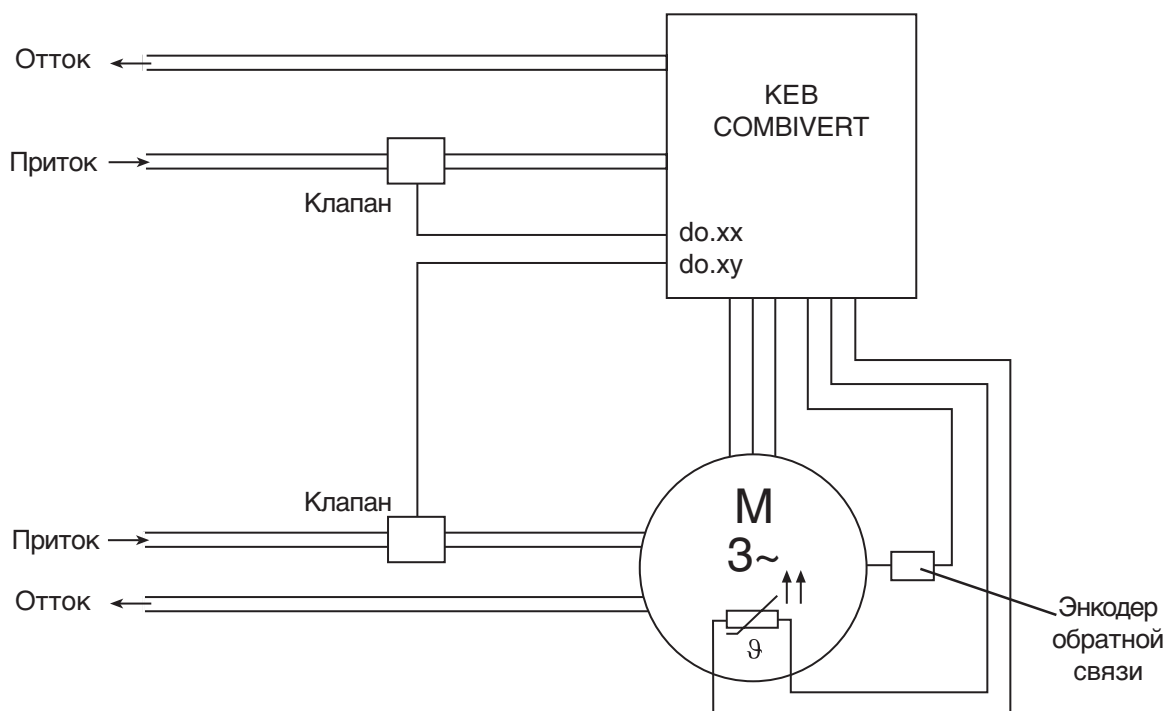 Отток
KEB
COMBIVERT
Приток
Клапан
do.xx
do.xy
Клапан
Приток
Отток
M
3~
ϑ
Энкодер
обратной
связи